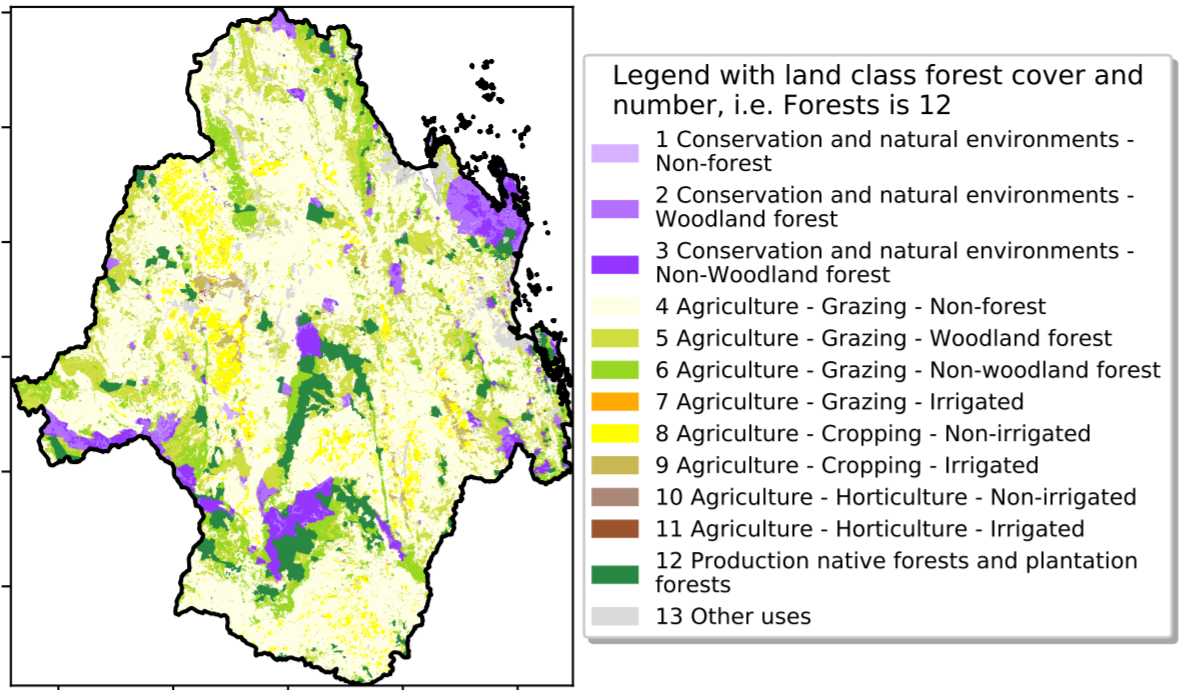 Legend with land class forest cover and
number, i.e. Forests is 12
1 Conservation and natural environments -
Non-forest
2 Conservation and natural environments -
Woodland forest
3 Conservation and natural environments -
Non-Woodland forest
4 Agriculture - Grazing - Non-forest
5 Agriculture - Grazing - Woodland forest
6 Agriculture - Grazing - Non-woodland forest
7 Agriculture - Grazing - Irrigated
8 Agriculture - Cropping - Non-irrigated
9 Agriculture - Cropping - Irrigated
10 Agriculture - Horticulture - Non-irrigated
11 Agriculture - Horticulture - Irrigated
12 Production native forests and plantation
forests
13 Other uses